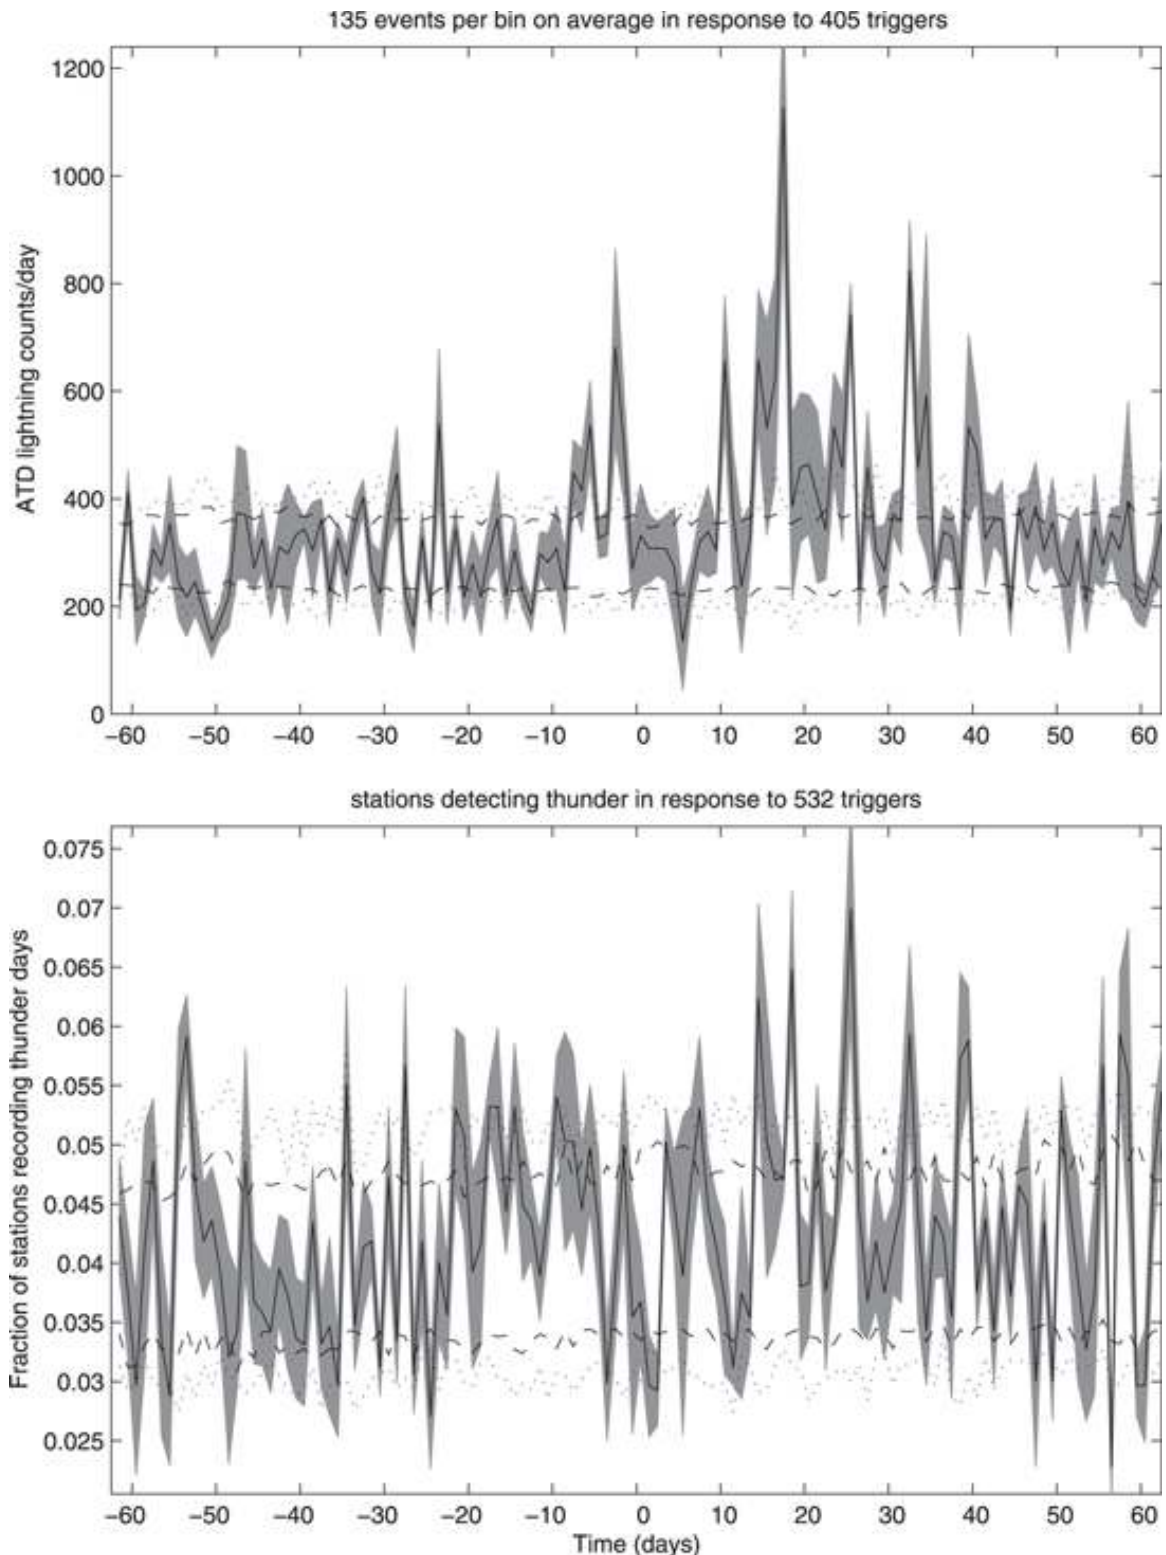 135 events per bin on average in response to 405 triggers
ATD lightning counts/day
1200
1000
800
600
400
200
0
−60 −50 −40 −30 −20 −10 0 10 20 30 40 50 60
stations detecting thunder in response to 532 triggers
Fraction of stations recording thunder days
0.075
0.07
0.065
0.06
0.055
0.05
0.045
0.04
0.035
0.03
0.025
−60 −50 −40 −30 −20 −10 0 10 20 30 40 50 60
Time (days)